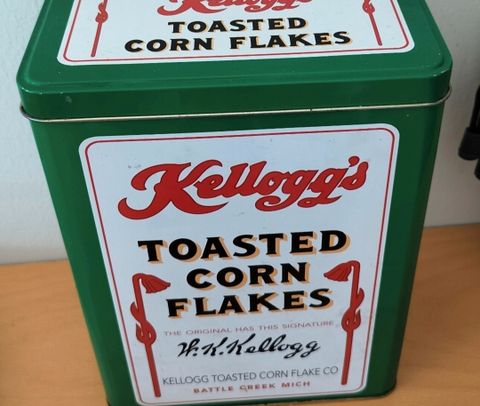 Kellogg's
TOASTED
CORN FLAKES
Kellogg's
TOASTED
CORN
FLAKES
THE ORIGINAL HAS THIS SIGNATURE
W.K.Kellogg
KELLOGG TOASTED CORN FLAKE CO
BATTLE CREEK MICH